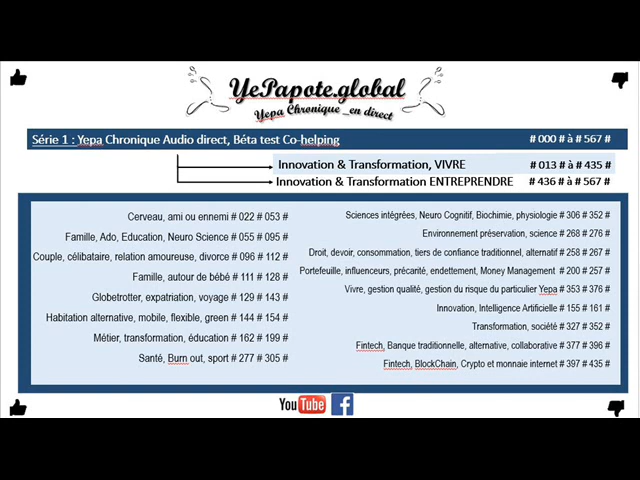 YePapote.global
Yepa Chronique _en direct
Série 1 : Yepa Chronique Audio direct, Béta test Co-helping # 000 # à # 567 #
Innovation & Transformation, VIVRE # 013 # à # 435 #
Innovation & Transformation ENTREPRENDRE # 436 # à # 567 #
Cerveau, ami ou ennemi # 022 # 053 #
Famille, Ado, Education, Neuro Science # 055 # 095 #
Couple, célibataire, relation amoureuse, divorce # 096 # 112 #
Famille, autour de bébé # 111 # 128 #
Globetrotter, expatriation, voyage # 129 # 143 #
Habitation alternative, mobile, flexible, green # 144 # 154 #
Métier, transformation, éducation # 162 # 199 #
Santé, Burn out, sport # 277 # 305 #
Sciences intégrées, Neuro Cognitif, Biochimie, physiologie # 306 # 352 #
Environnement préservation, science # 268 # 276 #
Droit, devoir, consommation, tiers de confiance traditionnel, alternatif # 258 # 267 #
Portefeuille, influenceurs, précarité, endettement, Money Management # 200 # 257 #
Vivre, gestion qualité, gestion du risque du particulier Yepa # 353 # 376 #
Innovation, Intelligence Artificielle # 155 # 161 #
Transformation, société # 327 # 352 #
Fintech, Banque traditionnelle, alternative, collaborative # 377 # 396 #
Fintech, BlockChain, Crypto et monnaie internet # 397 # 435 #
YouTube f